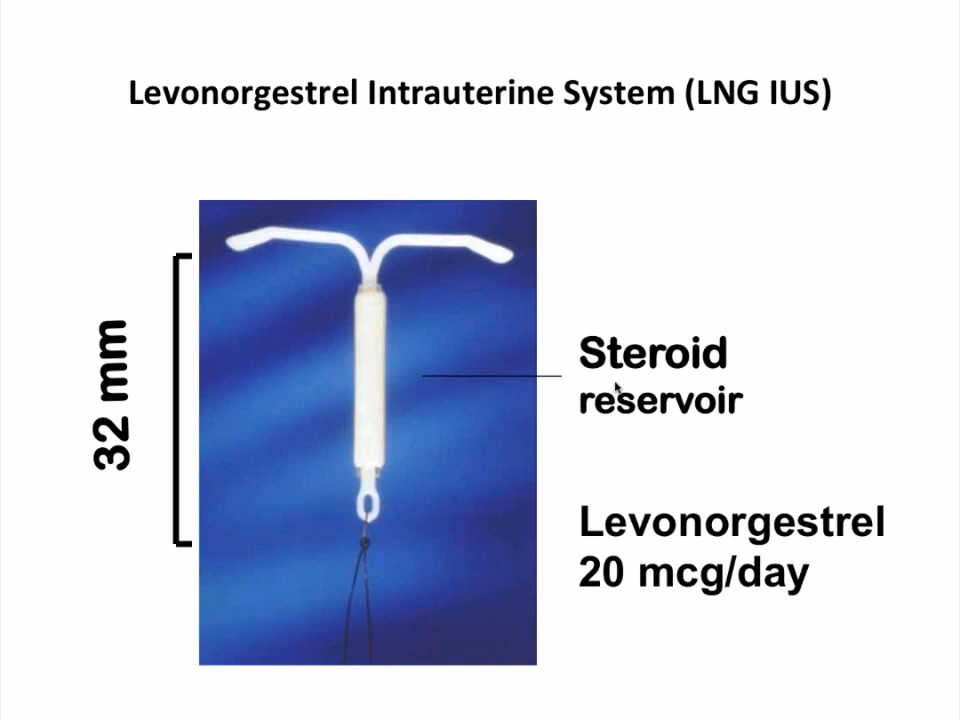 Levonorgestrel Intrauterine System (LNG IUS)
32 mm
Steroid
reservoir
Levonorgestrel
20 mcg/day